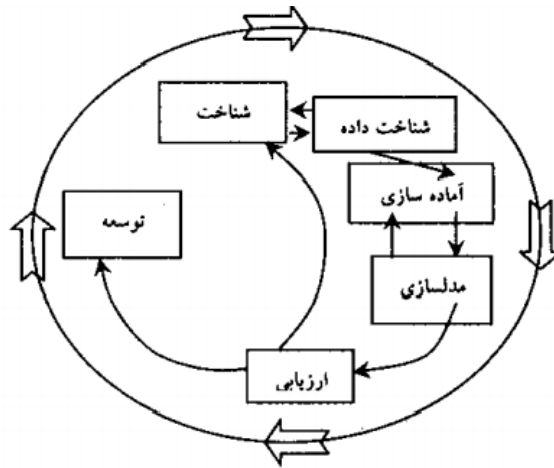 شناخت
شناخت داده
آماده سازی
توسعه
مدلسازی
ارزیابی